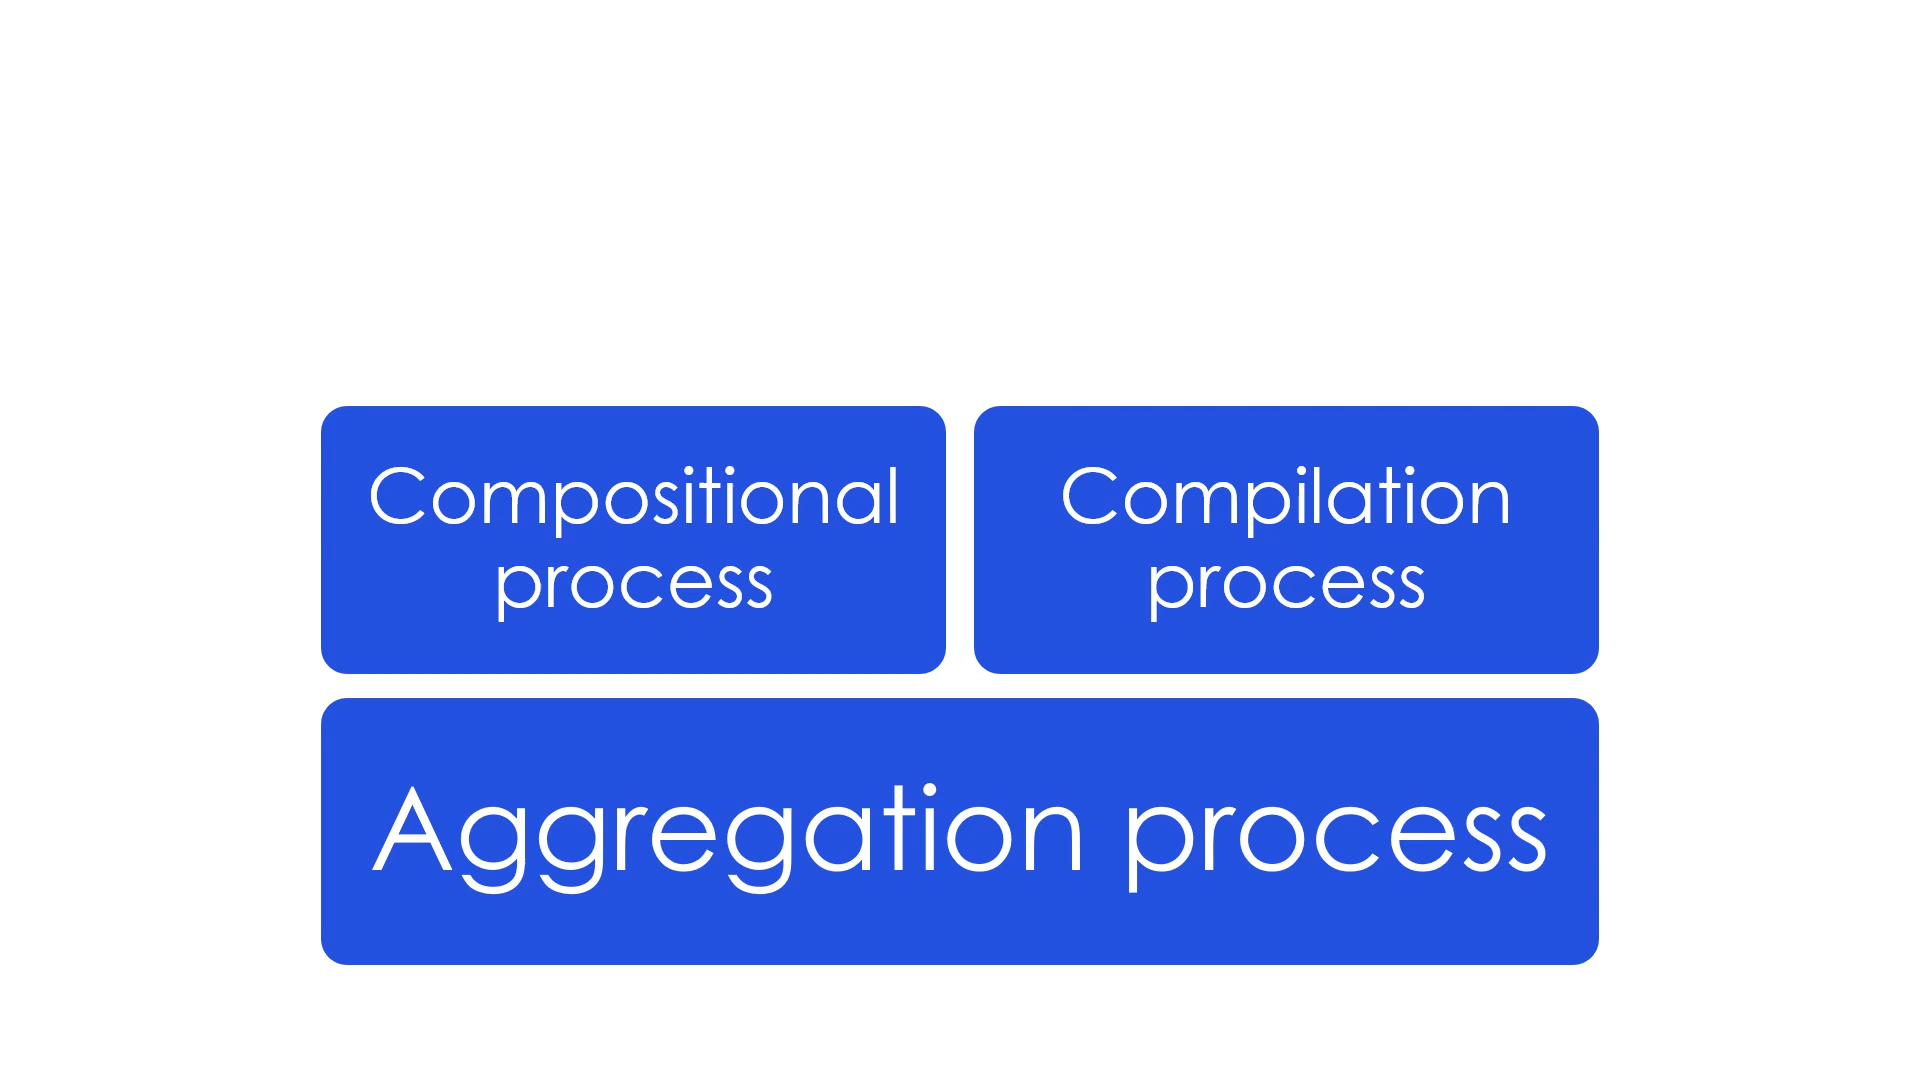 Compositional
process
Compilation
process
Aggregation process